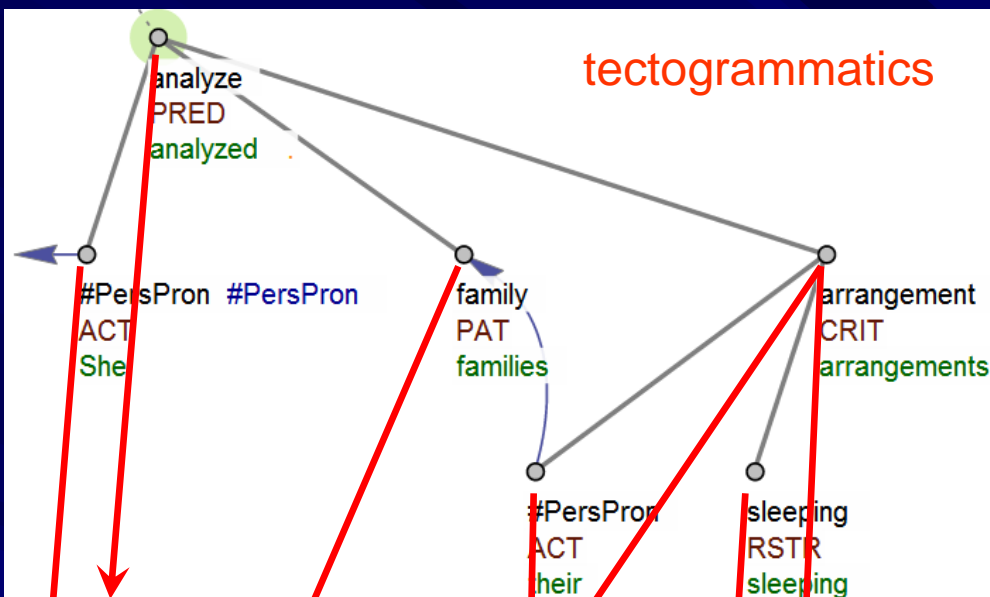 tectogrammatics
analyze
PRED
analyzed .
#PersPron #PersPron
ACT
She
family
PAT
families
arrangement
CRIT
arrangements
#PersPron
ACT
their
sleeping
RSTR
sleeping